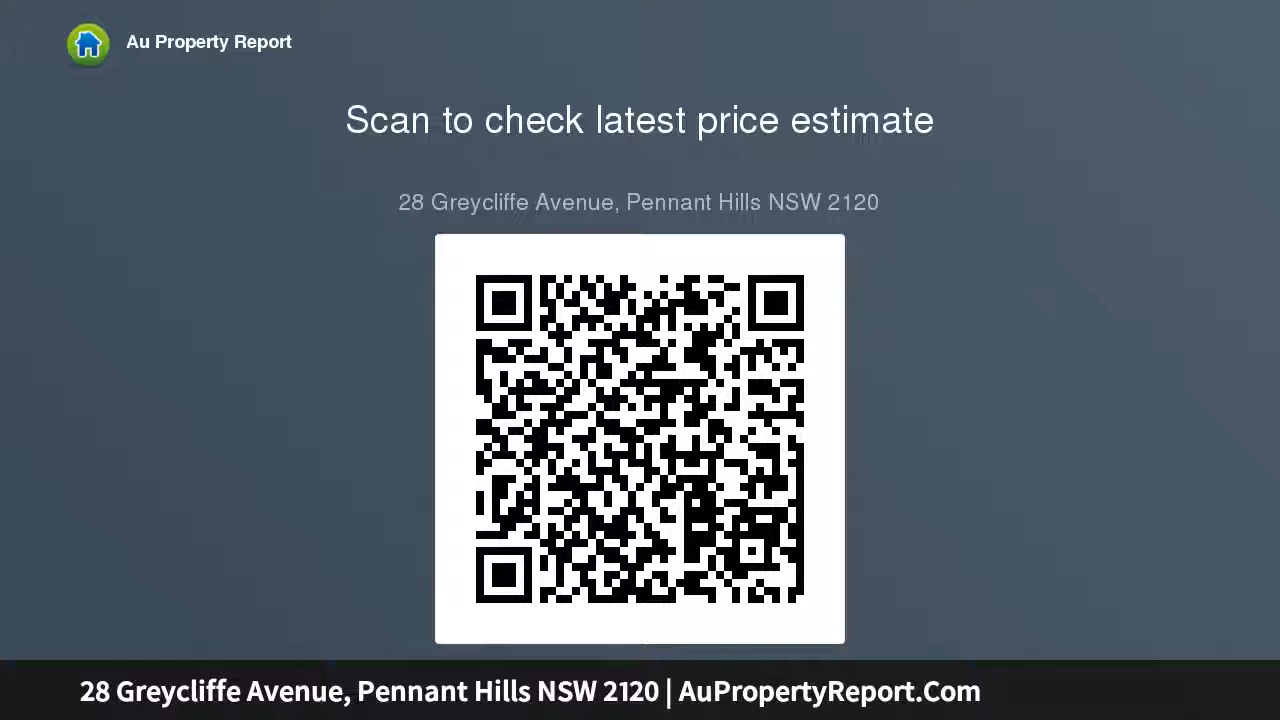 Au Property Report
Scan to check latest price estimate
28 Greycliffe Avenue, Pennant Hills NSW 2120
28 Greycliffe Avenue, Pennant Hills NSW 2120 | AuPropertyReport.Com